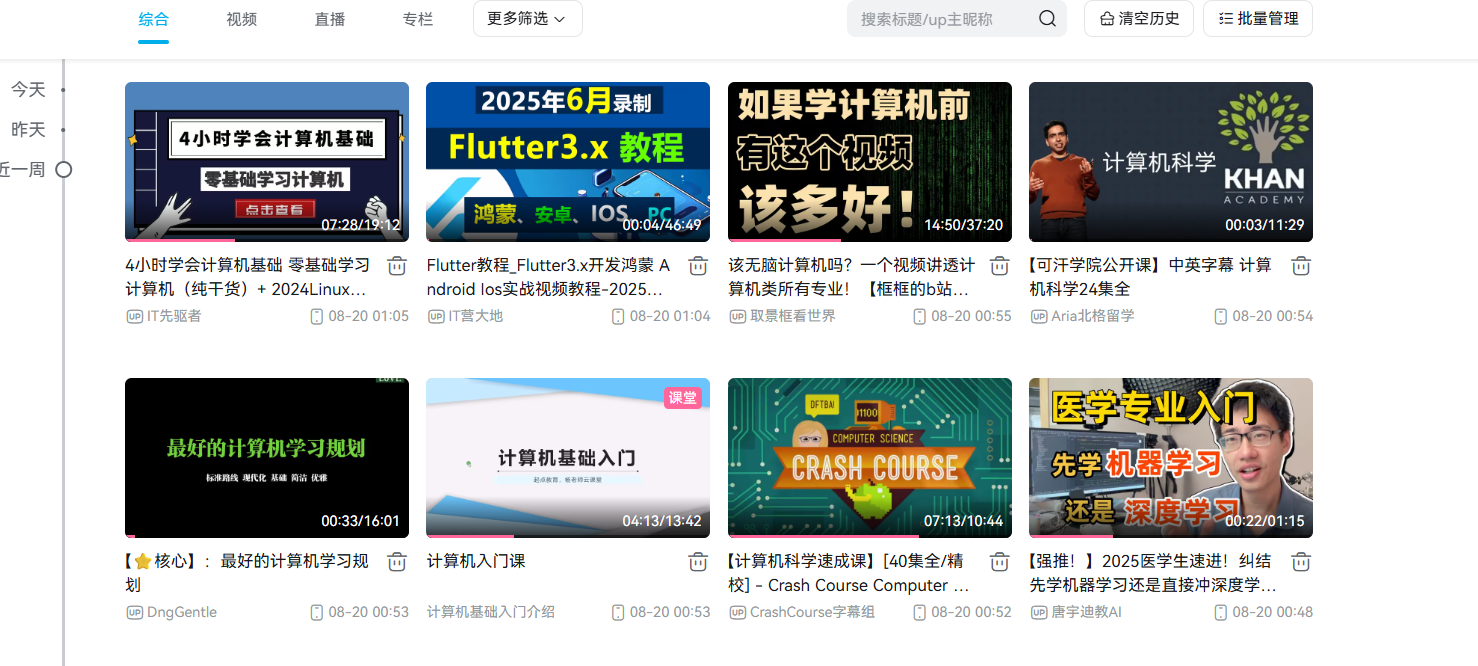 综合
视频
直播
专栏
更多筛选
搜索标题/up主昵称
清空历史
批量管理
今天
昨天
近一周
4小时学会计算机基础
零基础学习计算机
点击查看
07:28/19:12
4小时学会计算机基础 零基础学习
计算机（纯干货）+ 2024Linux...
UP IT先驱者
08-20 01:05
2025年6月录制
Flutter3.x 教程
鸿蒙、安卓、IOS、PC
00:04/46:49
Flutter教程_Flutter3.x开发鸿蒙 A
ndroid Ios实战视频教程-2025...
UP IT营大地
08-20 01:04
如果学计算机前
有这个视频
该多好！
14:50/37:20
该无脑计算机吗？一个视频讲透计
算机类所有专业！【框框的b站...
UP 取景框看世界
08-20 00:55
计算机科学
KHAN
ACADEMY
00:03/11:29
【可汗学院公开课】中英字幕 计算
机科学24集全
UP Aria北格留学
08-20 00:54
最好的计算机学习规划
标准路线 现代化 基础 简洁 优雅
00:33/16:01
【⭐核心】：最好的计算机学习规
划
UP DngGentle
08-20 00:53
课堂
计算机基础入门
起点教育，杨老师云课堂
04:13/13:42
计算机入门课
计算机基础入门介绍
08-20 00:53
DFTBA!
COMPUTER SCIENCE
CRASH COURSE
07:13/10:44
【计算机科学速成课】[40集全/精
校] - Crash Course Computer ...
UP CrashCourse字幕组
08-20 00:52
医学专业入门
先学 机器学习
还是 深度学习
00:22/01:15
【强推！】2025医学生速进！纠结
先学机器学习还是直接冲深度学...
UP 唐宇迪教AI
08-20 00:48